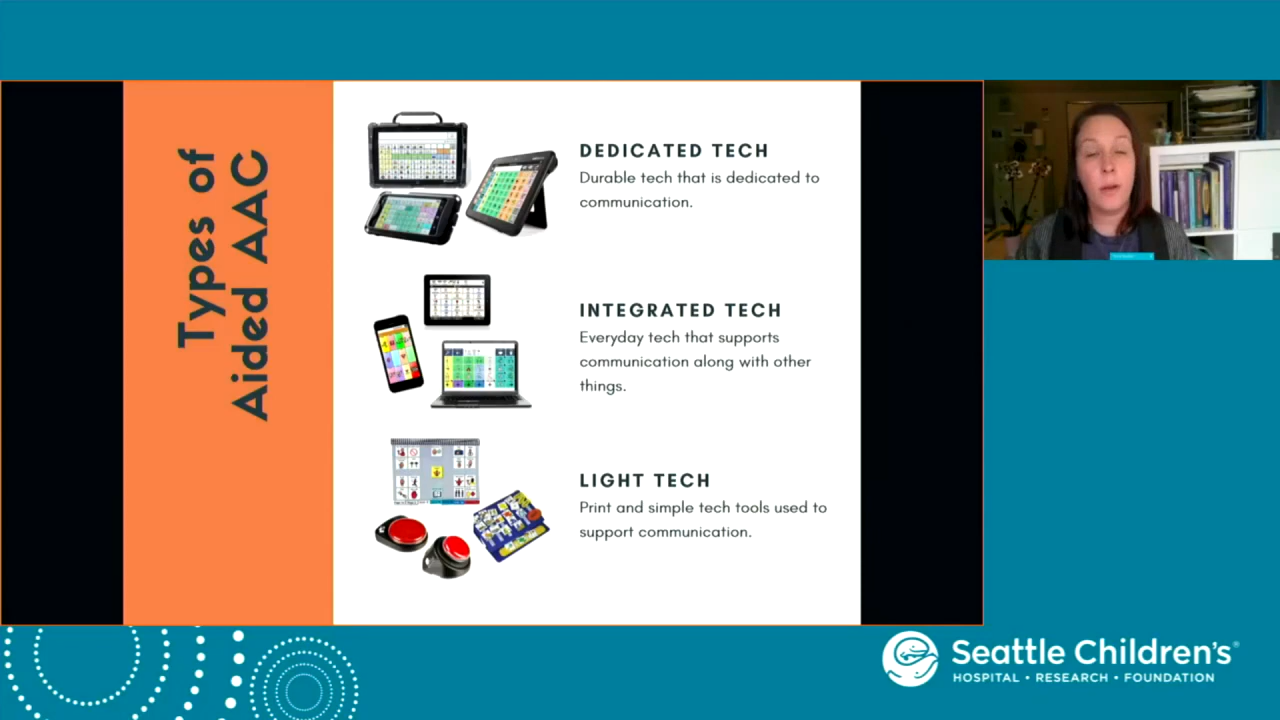 Types of
Aided AAC
DEDICATED TECH
Durable tech that is dedicated to
communication.
INTEGRATED TECH
Everyday tech that supports
communication along with other
things.
LIGHT TECH
Print and simple tech tools used to
support communication.
Seattle Children's®
HOSPITAL • RESEARCH • FOUNDATION